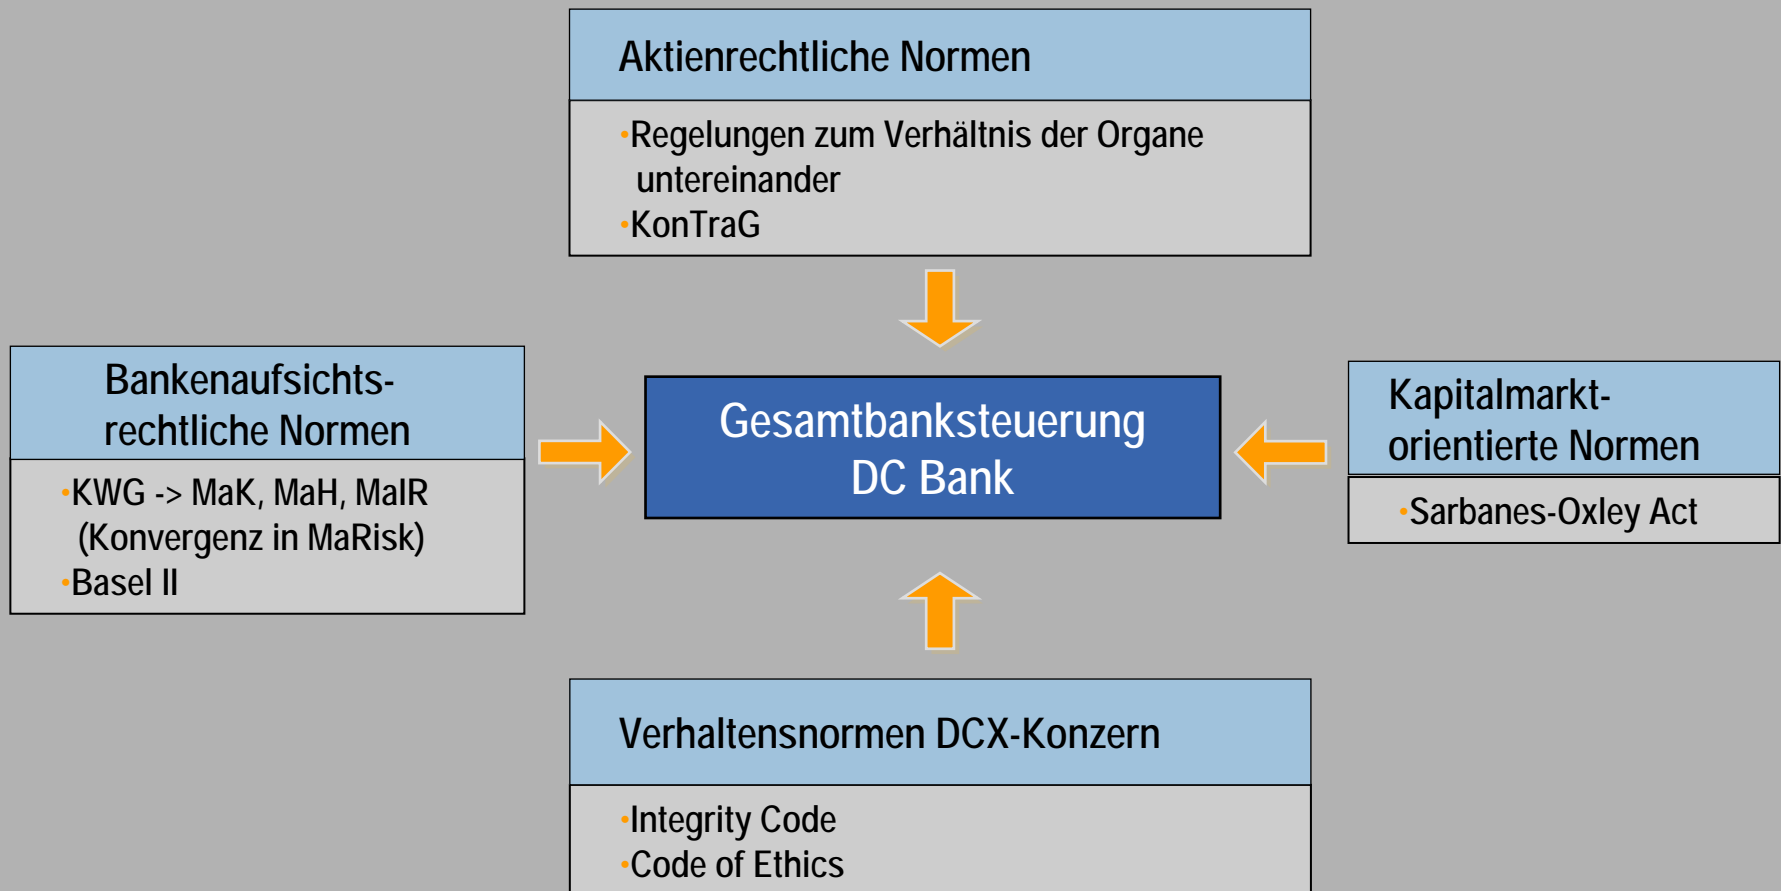 Aktienrechtliche Normen
•Regelungen zum Verhältnis der Organe
untereinander
•KonTraG
Bankenaufsichts-
rechtliche Normen
•KWG -> MaK, MaH, MaIR
(Konvergenz in MaRisk)
•Basel II
Gesamtbanksteuerung
DC Bank
Kapitalmarkt-
orientierte Normen
•Sarbanes-Oxley Act
Verhaltensnormen DCX-Konzern
•Integrity Code
•Code of Ethics